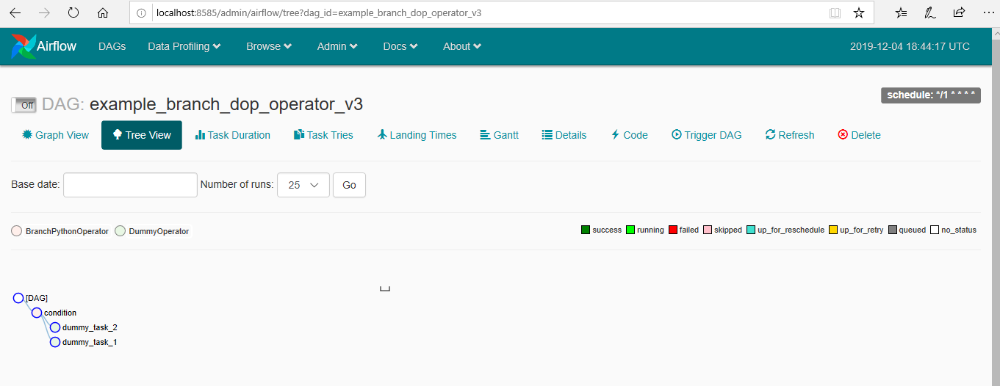 localhost:8585/admin/airflow/tree?dag_id=example_branch_dop_operator_v3
Airflow DAGs Data Profiling Browse Admin Docs About 2019-12-04 18:44:17 UTC
schedule: */1 * * * *
Off DAG: example_branch_dop_operator_v3
Graph View Tree View Task Duration Task Tries Landing Times Gantt Details Code Trigger DAG Refresh Delete
Base date: Number of runs: 25 Go
BranchPythonOperator DummyOperator success running failed skipped up_for_reschedule up_for_retry queued no_status
[DAG]
condition
dummy_task_2
dummy_task_1